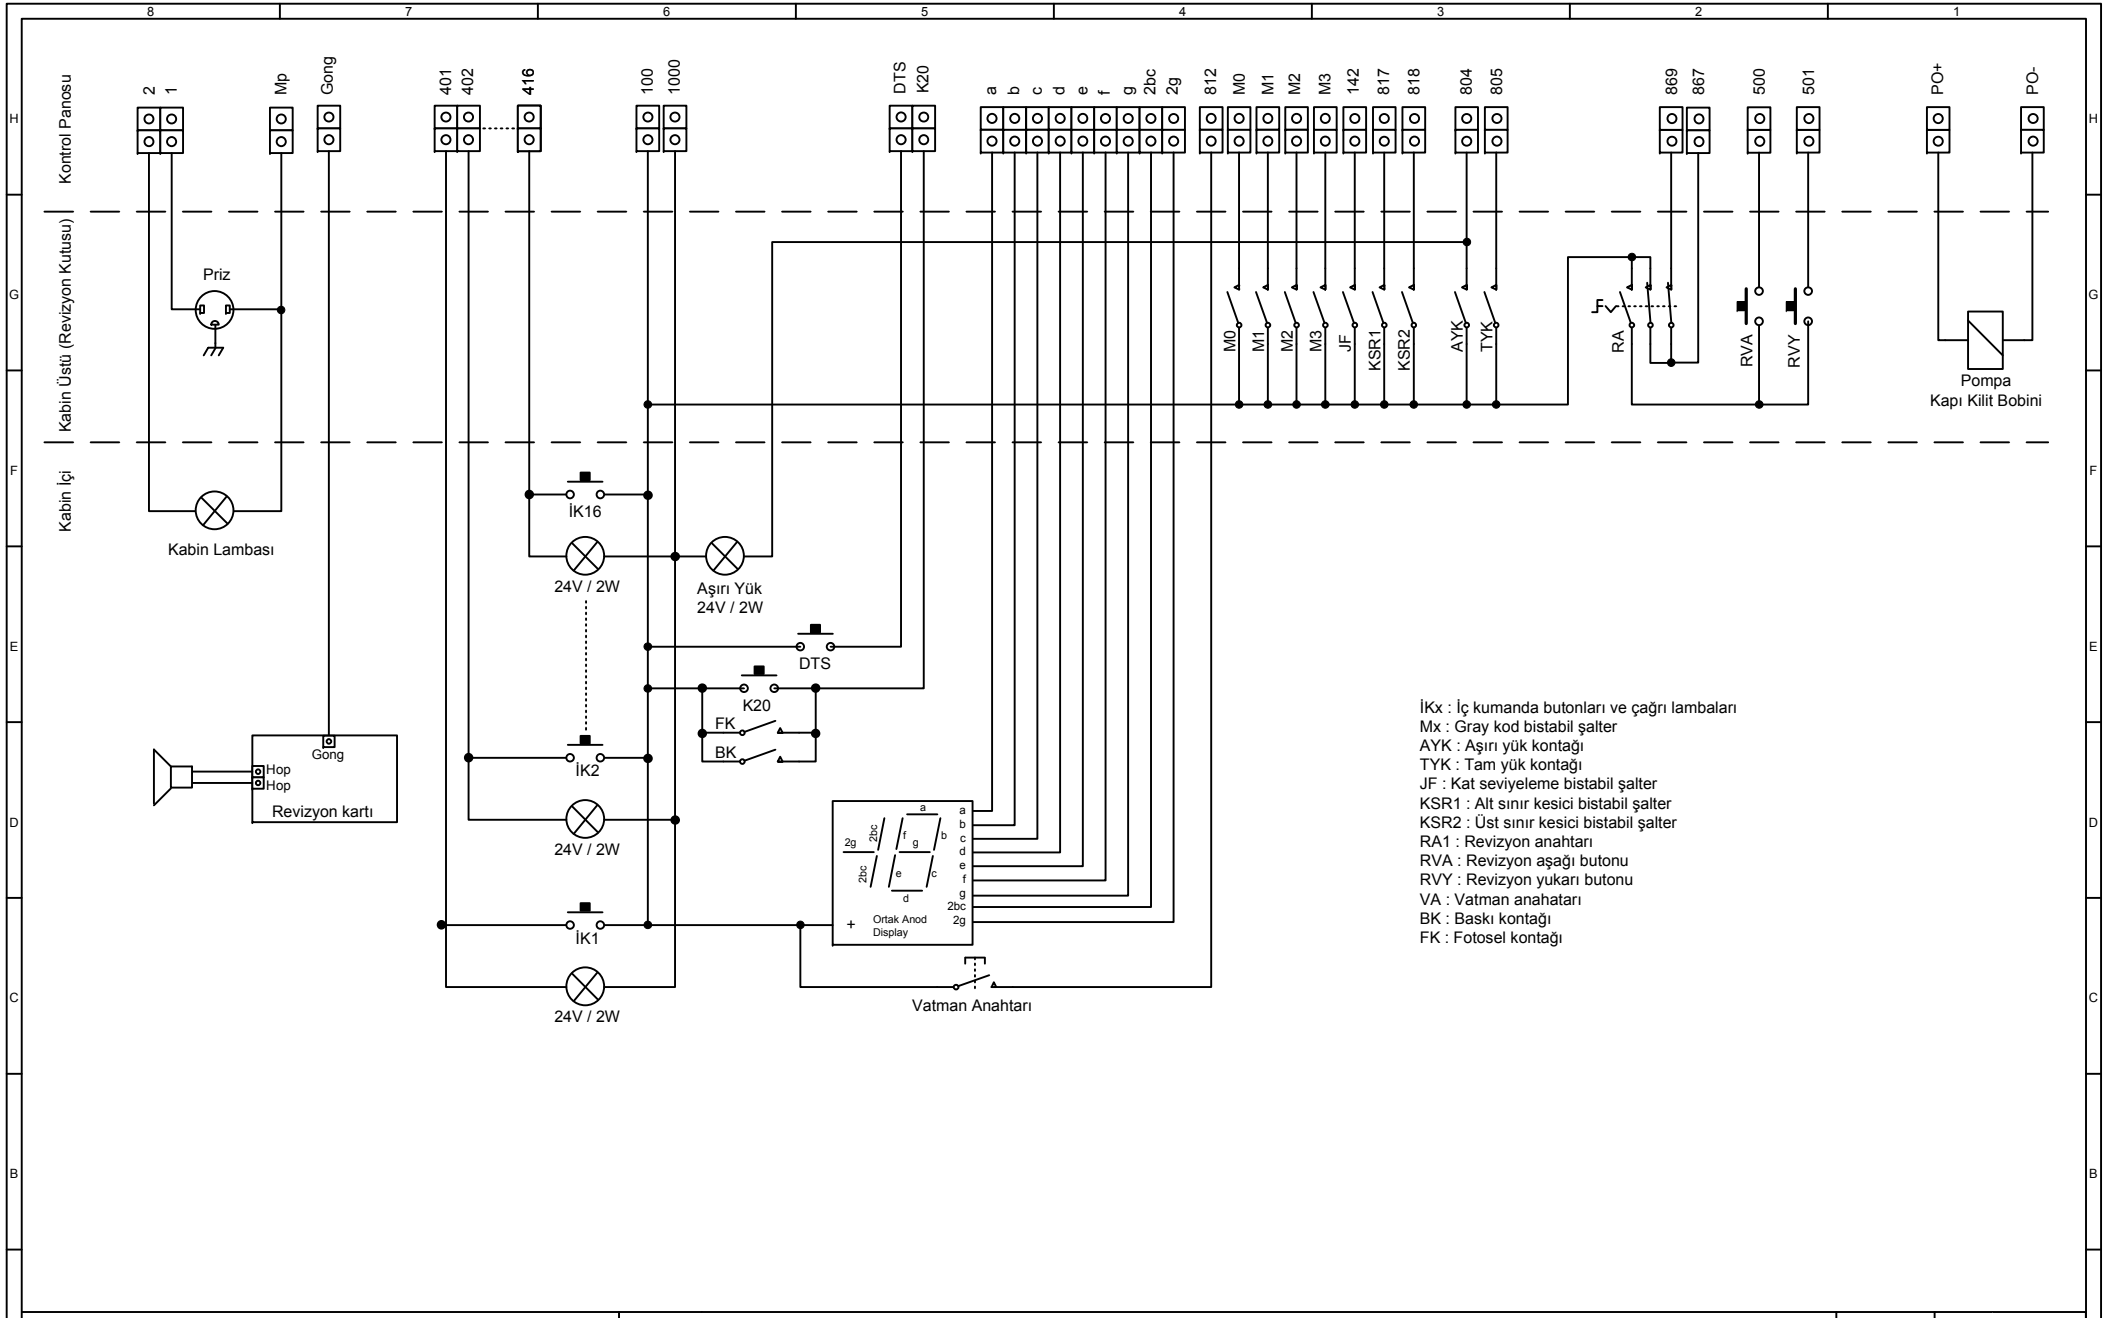 8 7 6 5 4 3 2 1
H H
G G
F F
E E
D D
C C
B B
Kontrol Panosu
2 1 Mp Gong 401 402 416 100 1000 DTS K20 a b c d e f g 2bc 2g 812 M0 M1 M2 M3 142 817 818 804 805 869 867 500 501 PO+ PO-
Kabin Üstü (Revizyon Kutusu)
Priz
M0 M1 M2 M3 JF KSR1 KSR2 AYK TYK RA RVA RVY
Pompa
Kapı Kilit Bobini
Kabin İçi
Kabin Lambası
İK16
24V / 2W
Aşırı Yük
24V / 2W
DTS
K20
FK
BK
İK2
24V / 2W
İK1
24V / 2W
Gong
Hop
Hop
Revizyon kartı
a
b
c
d
e
f
g
2bc
2g
a
f b
g
e c
d
2g
2bc
2bc
+
Ortak Anod
Display
Vatman Anahtarı
İKx : İç kumanda butonları ve çağrı lambaları
Mx : Gray kod bistabil şalter
AYK : Aşırı yük kontağı
TYK : Tam yük kontağı
JF : Kat seviyeleme bistabil şalter
KSR1 : Alt sınır kesici bistabil şalter
KSR2 : Üst sınır kesici bistabil şalter
RA1 : Revizyon anahtarı
RVA : Revizyon aşağı butonu
RVY : Revizyon yukarı butonu
VA : Vatman anahatarı
BK : Baskı kontağı
FK : Fotosel kontağı